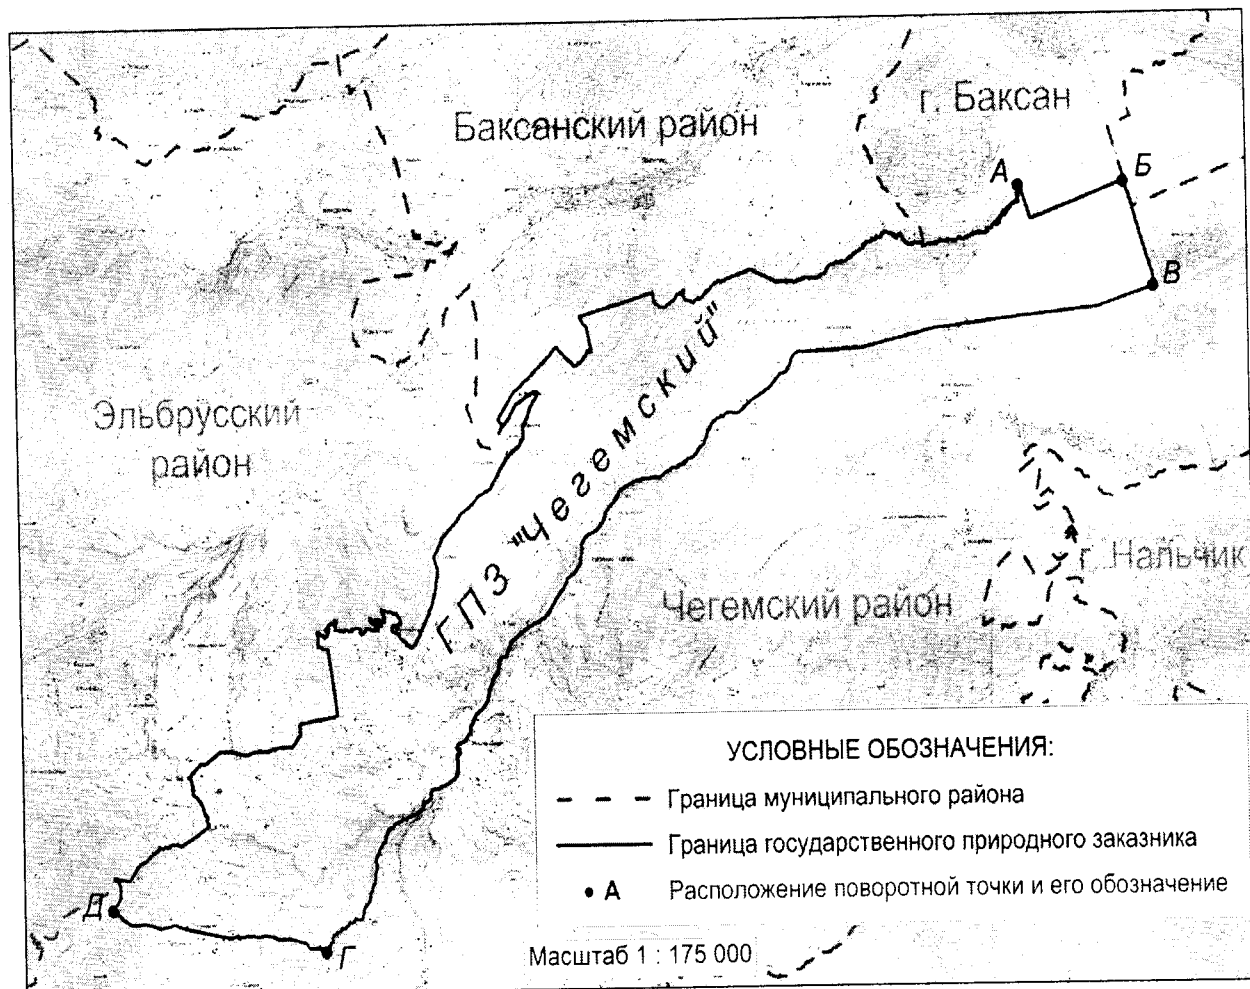 Баксанский район
г. Баксан
А
Б
В
Эльбрусский
район
ГПЗ "Чегемский"
г. Нальчик
Чегемский район
Д
Г
УСЛОВНЫЕ ОБОЗНАЧЕНИЯ:
Граница муниципального района
Граница государственного природного заказника
А Расположение поворотной точки и его обозначение
Масштаб 1 : 175 000